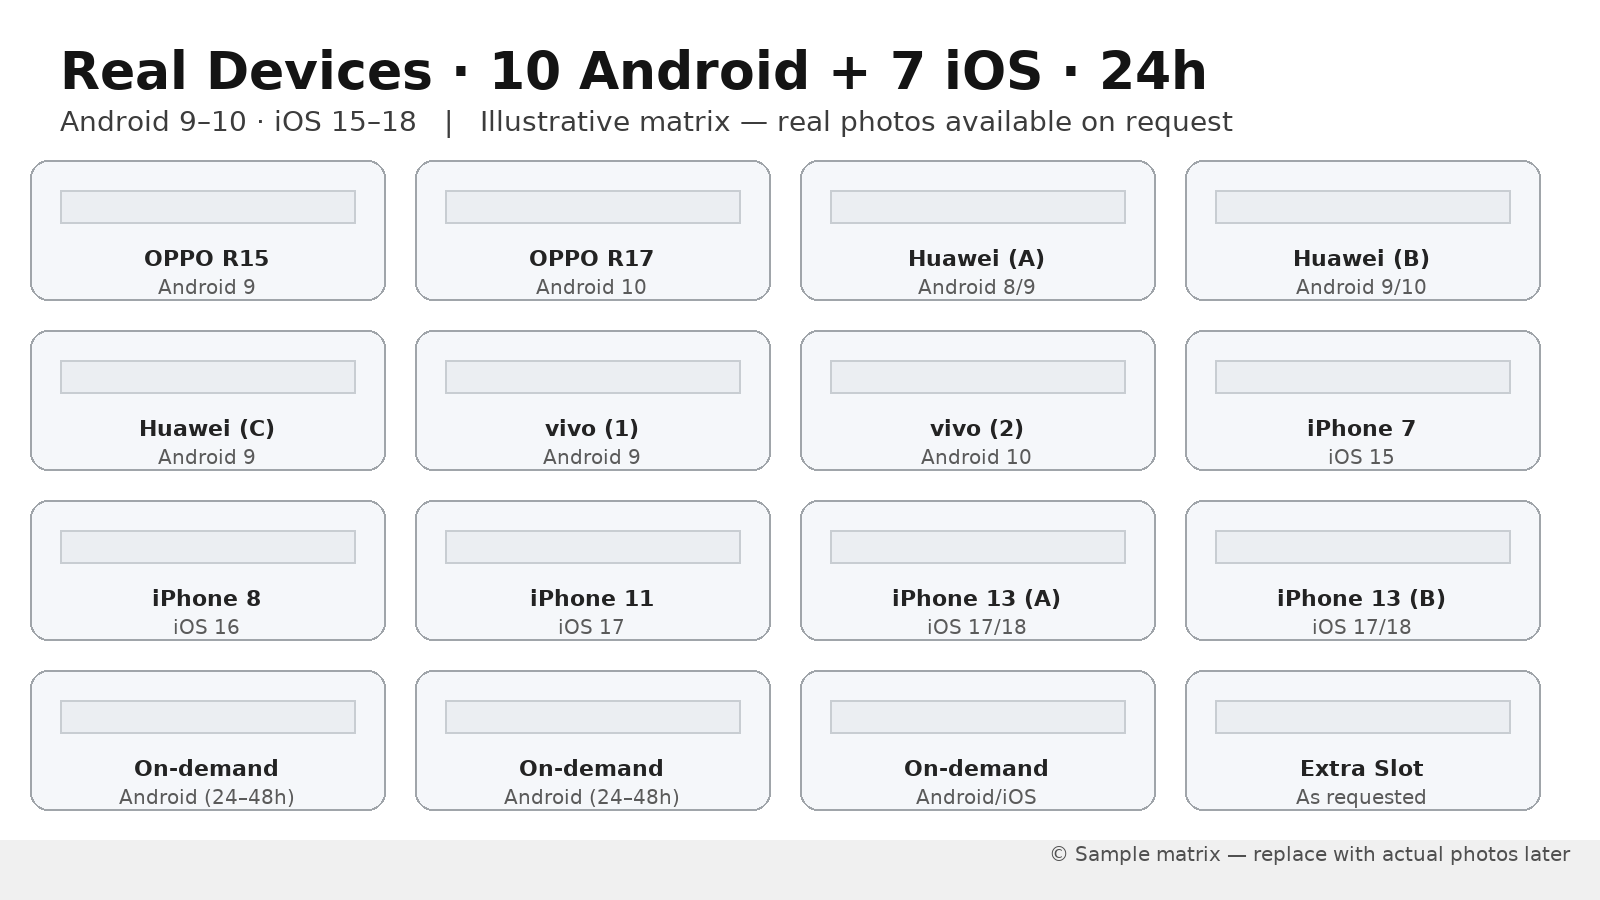 Real Devices · 10 Android + 7 iOS · 24h
Android 9–10 · iOS 15–18 | Illustrative matrix — real photos available on request
OPPO R15
Android 9
OPPO R17
Android 10
Huawei (A)
Android 8/9
Huawei (B)
Android 9/10
Huawei (C)
Android 9
vivo (1)
Android 9
vivo (2)
Android 10
iPhone 7
iOS 15
iPhone 8
iOS 16
iPhone 11
iOS 17
iPhone 13 (A)
iOS 17/18
iPhone 13 (B)
iOS 17/18
On-demand
Android (24–48h)
On-demand
Android (24–48h)
On-demand
Android/iOS
Extra Slot
As requested
© Sample matrix — replace with actual photos later